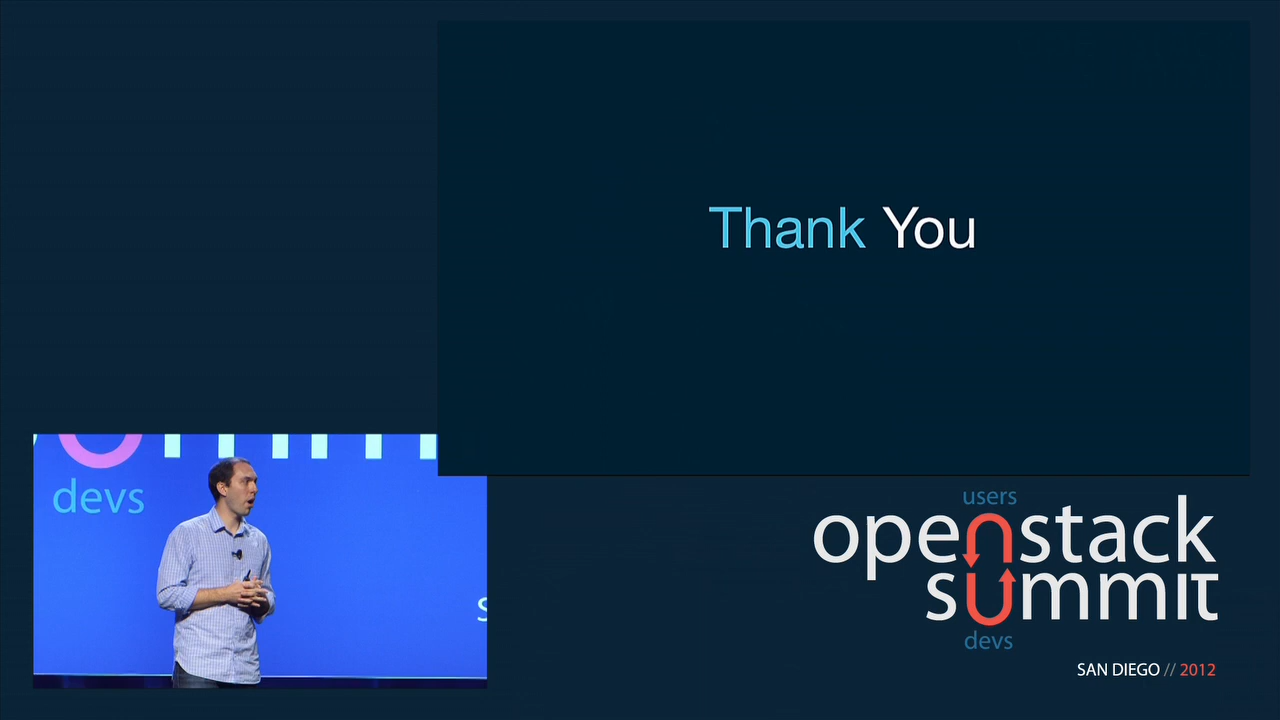 Thank You
devs
s
users
openstack
summit
devs
SAN DIEGO // 2012